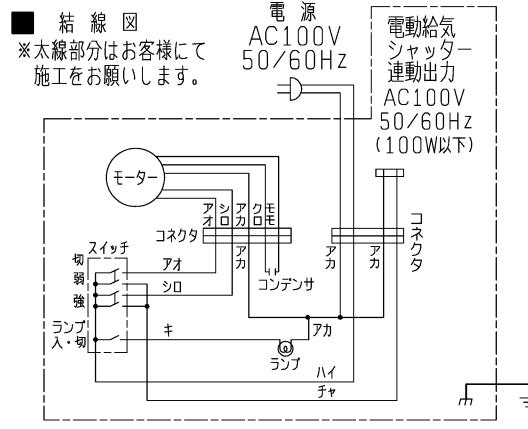 ■ 結線図
※太線部分はお客様にて
施工をお願いします。
電源
AC100V
50/60Hz
電動給気
シャッター
連動出力
AC100V
50/60Hz
(100W以下)
モーター
アオ
シロ
アカ
クロ
モモ
コネクタ
アカ
コンデンサ
アカ
アカ
コネクタ
スイッチ
切
弱
強
ランプ
入・切
アオ
シロ
キ
アカ
ランプ
ハイ
チャ